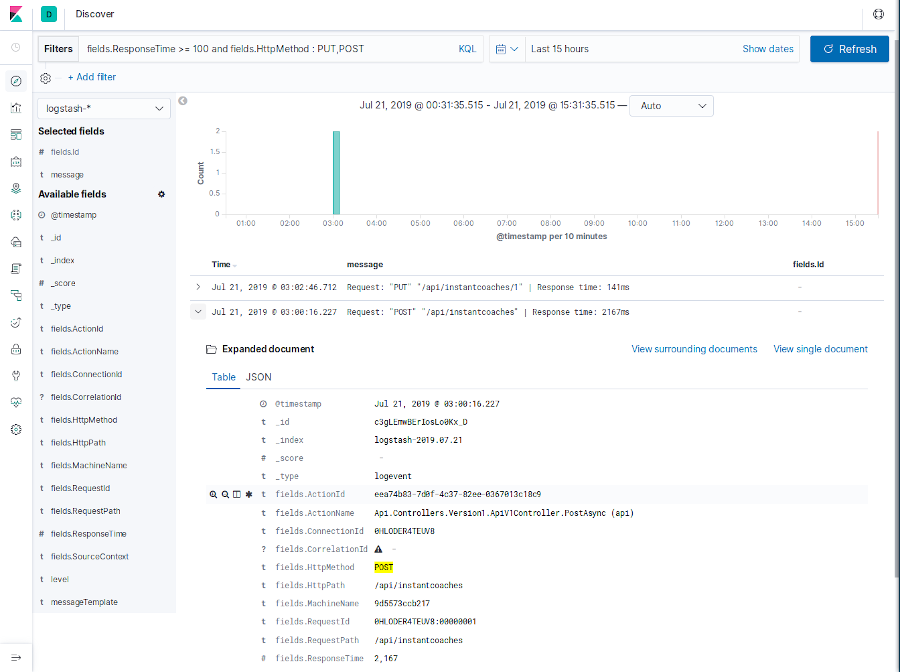 D Discover
Filters fields.ResponseTime >= 100 and fields.HttpMethod : PUT,POST KQL Last 15 hours Show dates Refresh
+ Add filter
logstash-*
Jul 21, 2019 @ 00:31:35.515 - Jul 21, 2019 @ 15:31:35.515 — Auto
Selected fields
# fields.Id
t message
Available fields
@timestamp
t _id
t _index
# _score
t _type
t fields.ActionId
t fields.ActionName
t fields.ConnectionId
? fields.CorrelationId
t fields.HttpMethod
t fields.HttpPath
t fields.MachineName
t fields.RequestId
t fields.RequestPath
# fields.ResponseTime
t fields.SourceContext
t level
t messageTemplate
Count
2
1.5
1
0.5
0
01:00 02:00 03:00 04:00 05:00 06:00 07:00 08:00 09:00 10:00 11:00 12:00 13:00 14:00 15:00
@timestamp per 10 minutes
Time message fields.Id
Jul 21, 2019 @ 03:02:46.712 Request: "PUT" "/api/instantcoaches/1" | Response time: 141ms -
Jul 21, 2019 @ 03:00:16.227 Request: "POST" "/api/instantcoaches" | Response time: 2167ms -
Expanded document View surrounding documents View single document
Table JSON
@timestamp Jul 21, 2019 @ 03:00:16.227
t _id c3gLEmwBErIosLo0Kx_D
t _index logstash-2019.07.21
# _score -
t _type logevent
t fields.ActionId eea74b83-7d0f-4c37-82ee-0367013c18c9
t fields.ActionName Api.Controllers.Version1.ApiV1Controller.PostAsync (api)
t fields.ConnectionId 0HLODER4TEUV8
? fields.CorrelationId -
t fields.HttpMethod POST
t fields.HttpPath /api/instantcoaches
t fields.MachineName 9d5573ccb217
t fields.RequestId 0HLODER4TEUV8:00000001
t fields.RequestPath /api/instantcoaches
# fields.ResponseTime 2,167